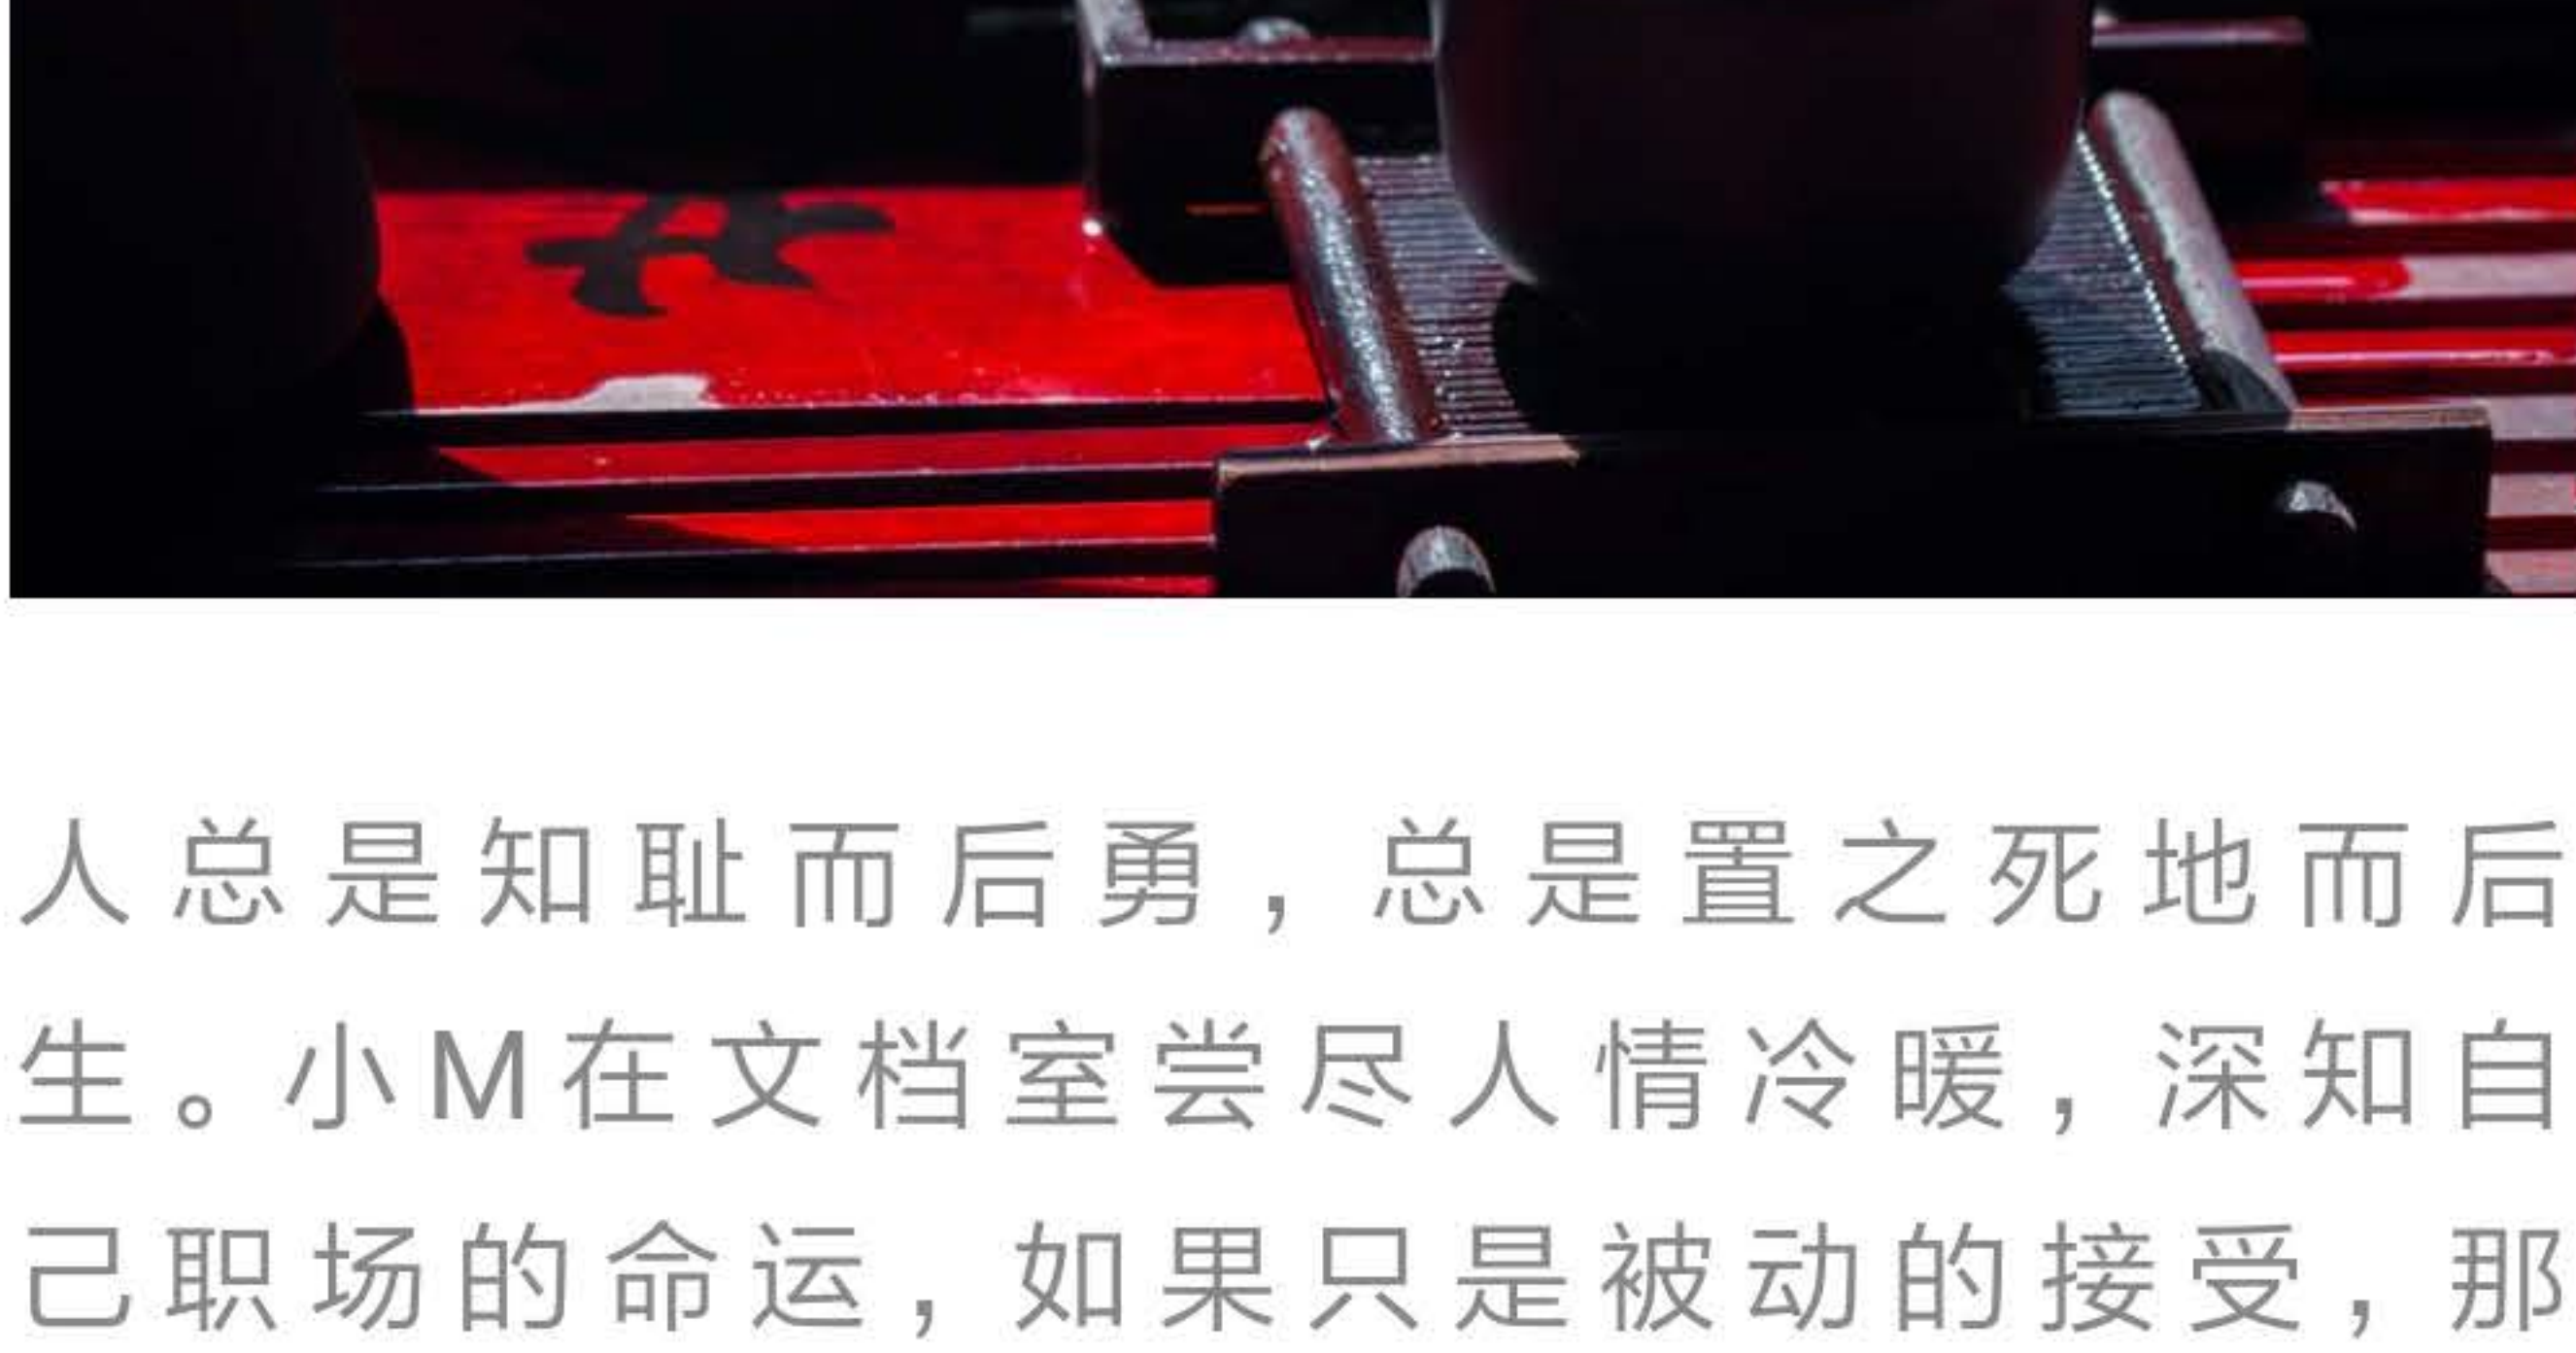 人总是知耻而后勇，总是置之死地而后
生。小M在文档室尝尽人情冷暖，深知自
己职场的命运，如果只是被动的接受，那